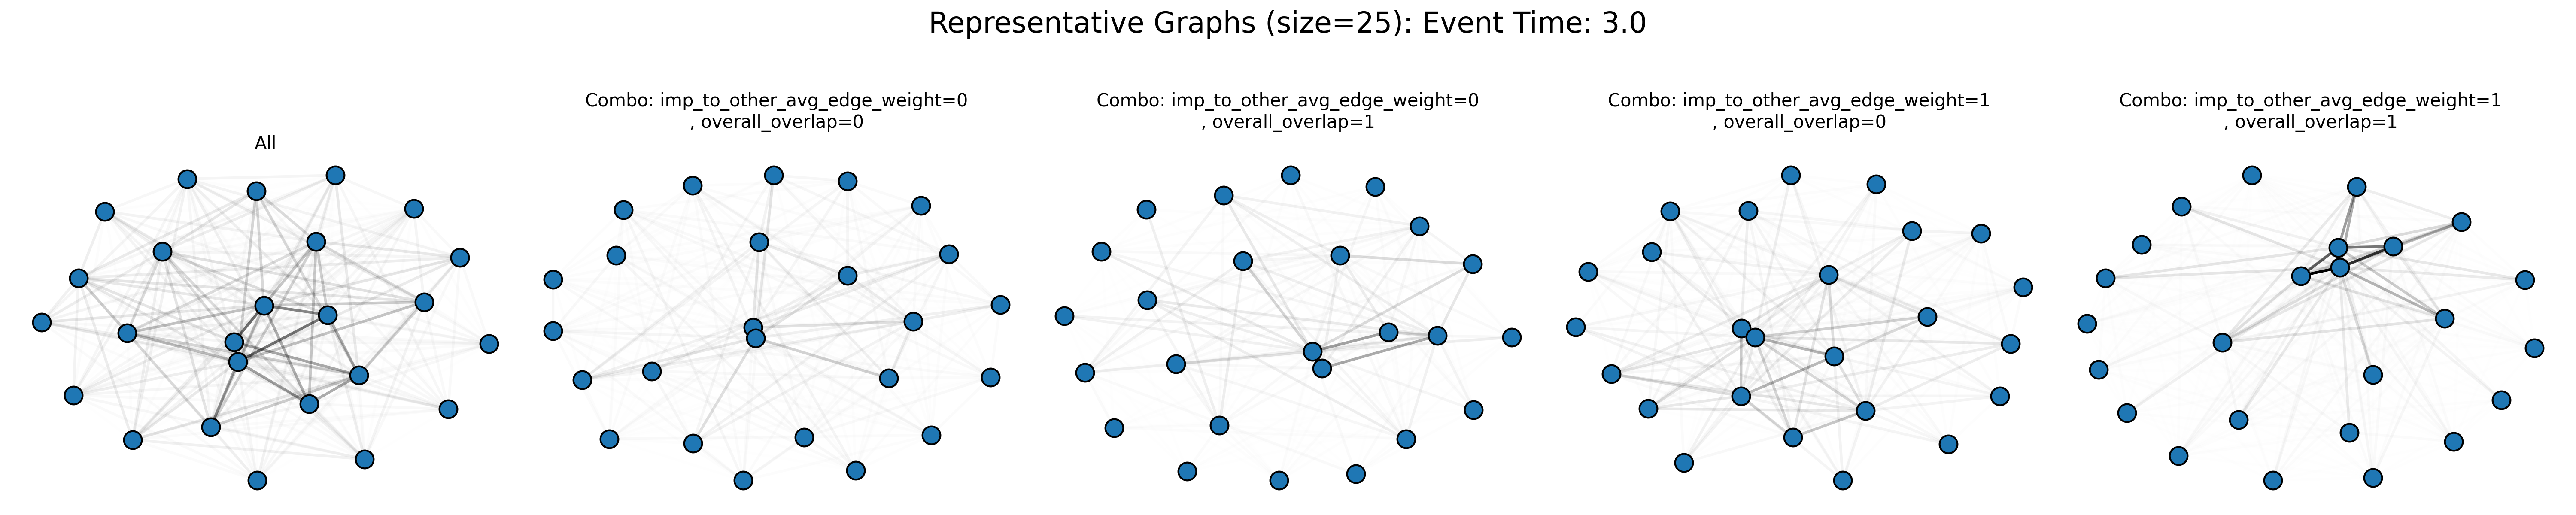 Representative Graphs (size=25): Event Time: 3.0
All
Combo: imp_to_other_avg_edge_weight=0
, overall_overlap=0
Combo: imp_to_other_avg_edge_weight=0
, overall_overlap=1
Combo: imp_to_other_avg_edge_weight=1
, overall_overlap=0
Combo: imp_to_other_avg_edge_weight=1
, overall_overlap=1